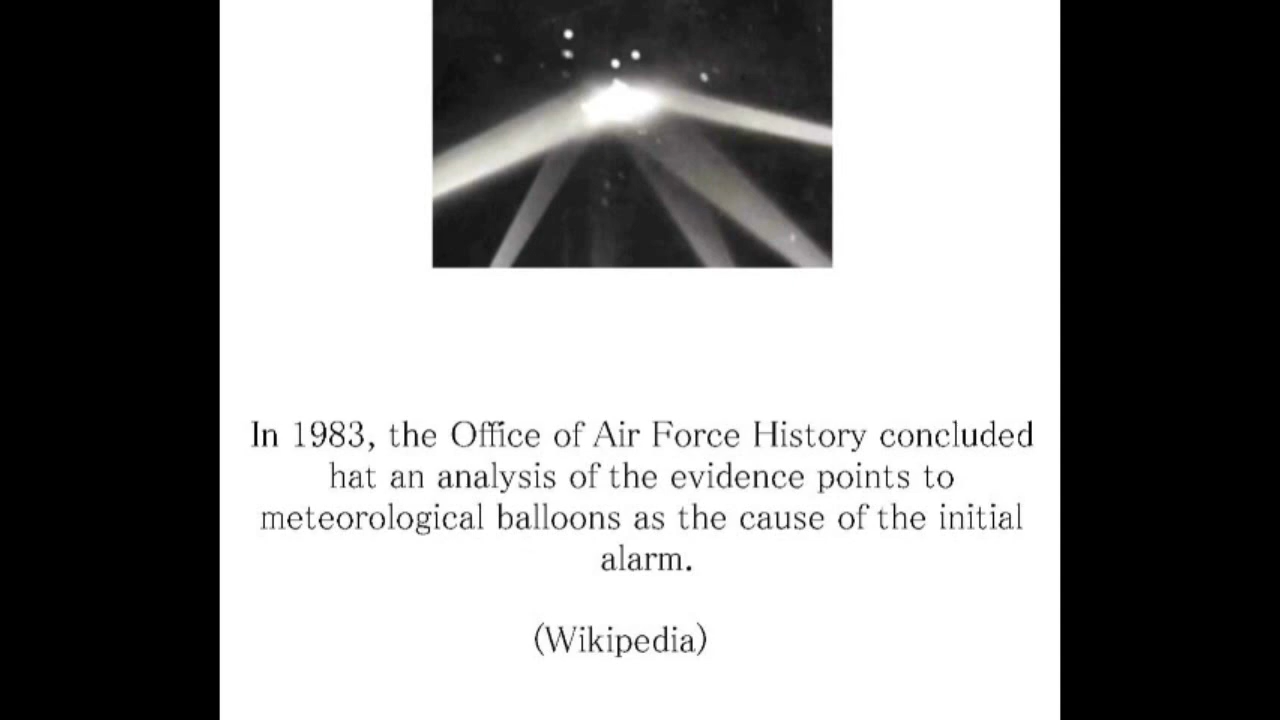 In 1983, the Office of Air Force History concluded
hat an analysis of the evidence points to
meteorological balloons as the cause of the initial
alarm.
(Wikipedia)